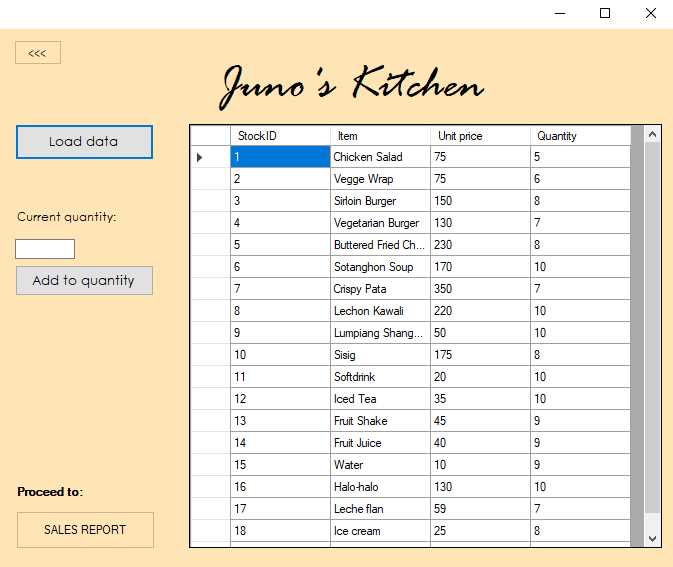 <<<
Juno's Kitchen
Load data
Current quantity:
Add to quantity
Proceed to:
SALES REPORT
StockID Item Unit price Quantity
1 Chicken Salad 75 5
2 Vegge Wrap 75 6
3 Sirloin Burger 150 8
4 Vegetarian Burger 130 7
5 Buttered Fried Ch... 230 8
6 Sotanghon Soup 170 10
7 Crispy Pata 350 7
8 Lechon Kawali 220 10
9 Lumpiang Shang... 50 10
10 Sisig 175 8
11 Softdrink 20 10
12 Iced Tea 35 10
13 Fruit Shake 45 9
14 Fruit Juice 40 9
15 Water 10 9
16 Halo-halo 130 10
17 Leche flan 59 7
18 Ice cream 25 8